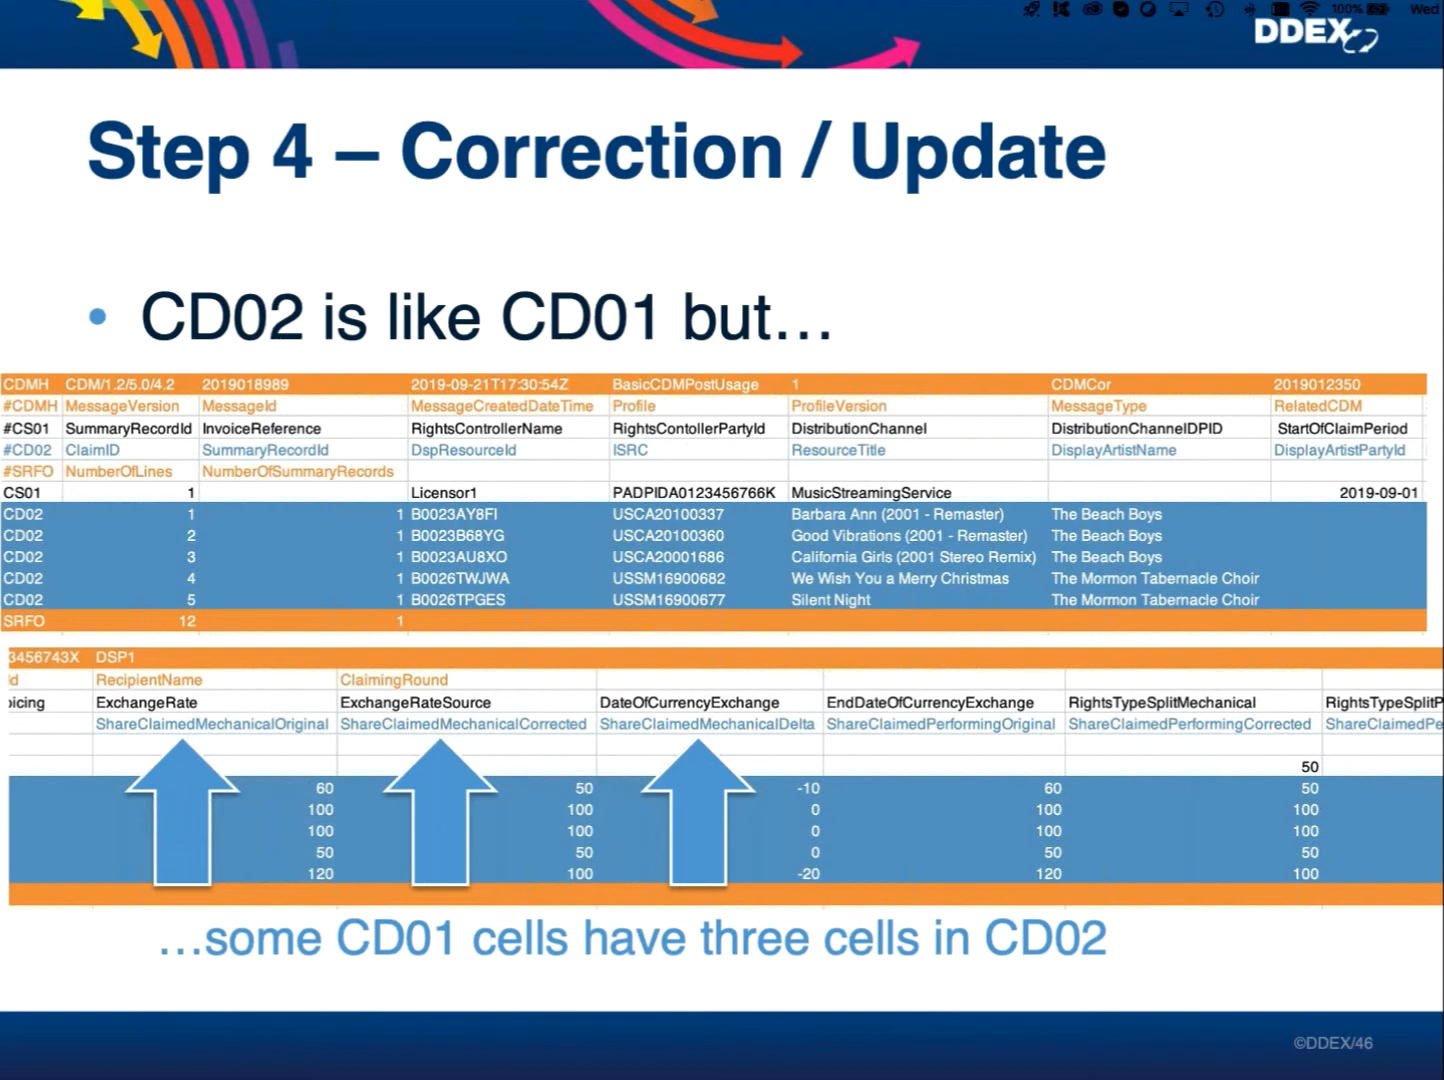 100% Wed
DDEX
Step 4 – Correction / Update
• CD02 is like CD01 but…
CDMH CDM/1.2/5.0/4.2 2019018989 2019-09-21T17:30:54Z BasicCDMPostUsage 1 CDMCor 2019012350
#CDMH MessageVersion MessageId MessageCreatedDateTime Profile ProfileVersion MessageType RelatedCDM
#CS01 SummaryRecordId InvoiceReference RightsControllerName RightsContollerPartyId DistributionChannel DistributionChannelDPID StartOfClaimPeriod
#CD02 ClaimID SummaryRecordId DspResourceId ISRC ResourceTitle DisplayArtistName DisplayArtistPartyId
#SRFO NumberOfLines NumberOfSummaryRecords
CS01 1 Licensor1 PADPIDA0123456766K MusicStreamingService 2019-09-01
CD02 1 1 B0023AY8FI USCA20100337 Barbara Ann (2001 - Remaster) The Beach Boys
CD02 2 1 B0023B68YG USCA20100360 Good Vibrations (2001 - Remaster) The Beach Boys
CD02 3 1 B0023AU8XO USCA20001686 California Girls (2001 Stereo Remix) The Beach Boys
CD02 4 1 B0026TWJWA USSM16900682 We Wish You a Merry Christmas The Mormon Tabernacle Choir
CD02 5 1 B0026TPGES USSM16900677 Silent Night The Mormon Tabernacle Choir
SRFO 12 1
3456743X DSP1
Id RecipientName ClaimingRound
oicing ExchangeRate ExchangeRateSource DateOfCurrencyExchange EndDateOfCurrencyExchange RightsTypeSplitMechanical RightsTypeSplitP
ShareClaimedMechanicalOriginal ShareClaimedMechanicalCorrected ShareClaimedMechanicalDelta ShareClaimedPerformingOriginal ShareClaimedPerformingCorrected ShareClaimedPe
50
60 50 -10 60 50
100 100 0 100 100
100 100 0 100 100
50 50 0 50 50
120 100 -20 120 100
…some CD01 cells have three cells in CD02
©DDEX/46